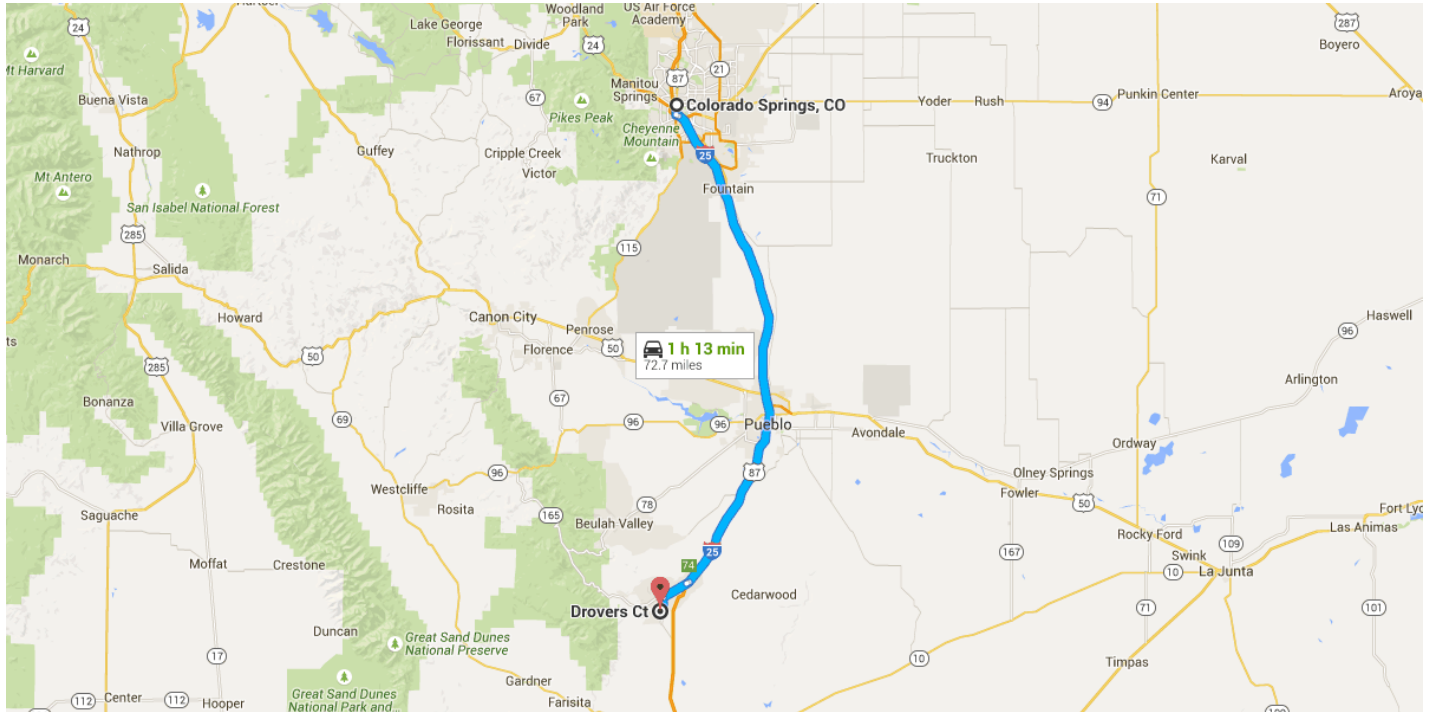 24
Lake George
Woodland
Park
US Air Force
Academy
287
Florissant
Divide
24
Boyero
Mt Harvard
87
21
Manitou
Springs
Buena Vista
67
Pikes Peak
Colorado Springs, CO
Yoder
Rush
94
Punkin Center
Aroya
Cheyenne
Mountain
Nathrop
Guffey
Cripple Creek
Victor
25
Truckton
Karval
Mt Antero
San Isabel National Forest
Fountain
71
285
115
Monarch
Salida
Howard
Canon City
Penrose
Haswell
96
50
Florence
50
1 h 13 min
72.7 miles
285
Arlington
Bonanza
67
69
Villa Grove
96
96
Pueblo
Avondale
Ordway
96
87
Olney Springs
Westcliffe
Rosita
Fowler
50
78
Saguache
165
Beulah Valley
Fort Lyo
Las Animas
Rocky Ford
25
167
109
Swink
Moffat
Crestone
74
10
La Junta
Drovers Ct
Cedarwood
71
101
Duncan
Great Sand Dunes
National Preserve
17
10
Timpas
Gardner
Great Sand Dunes
National Park and...
112
Center
112
Hooper
Farisita
109